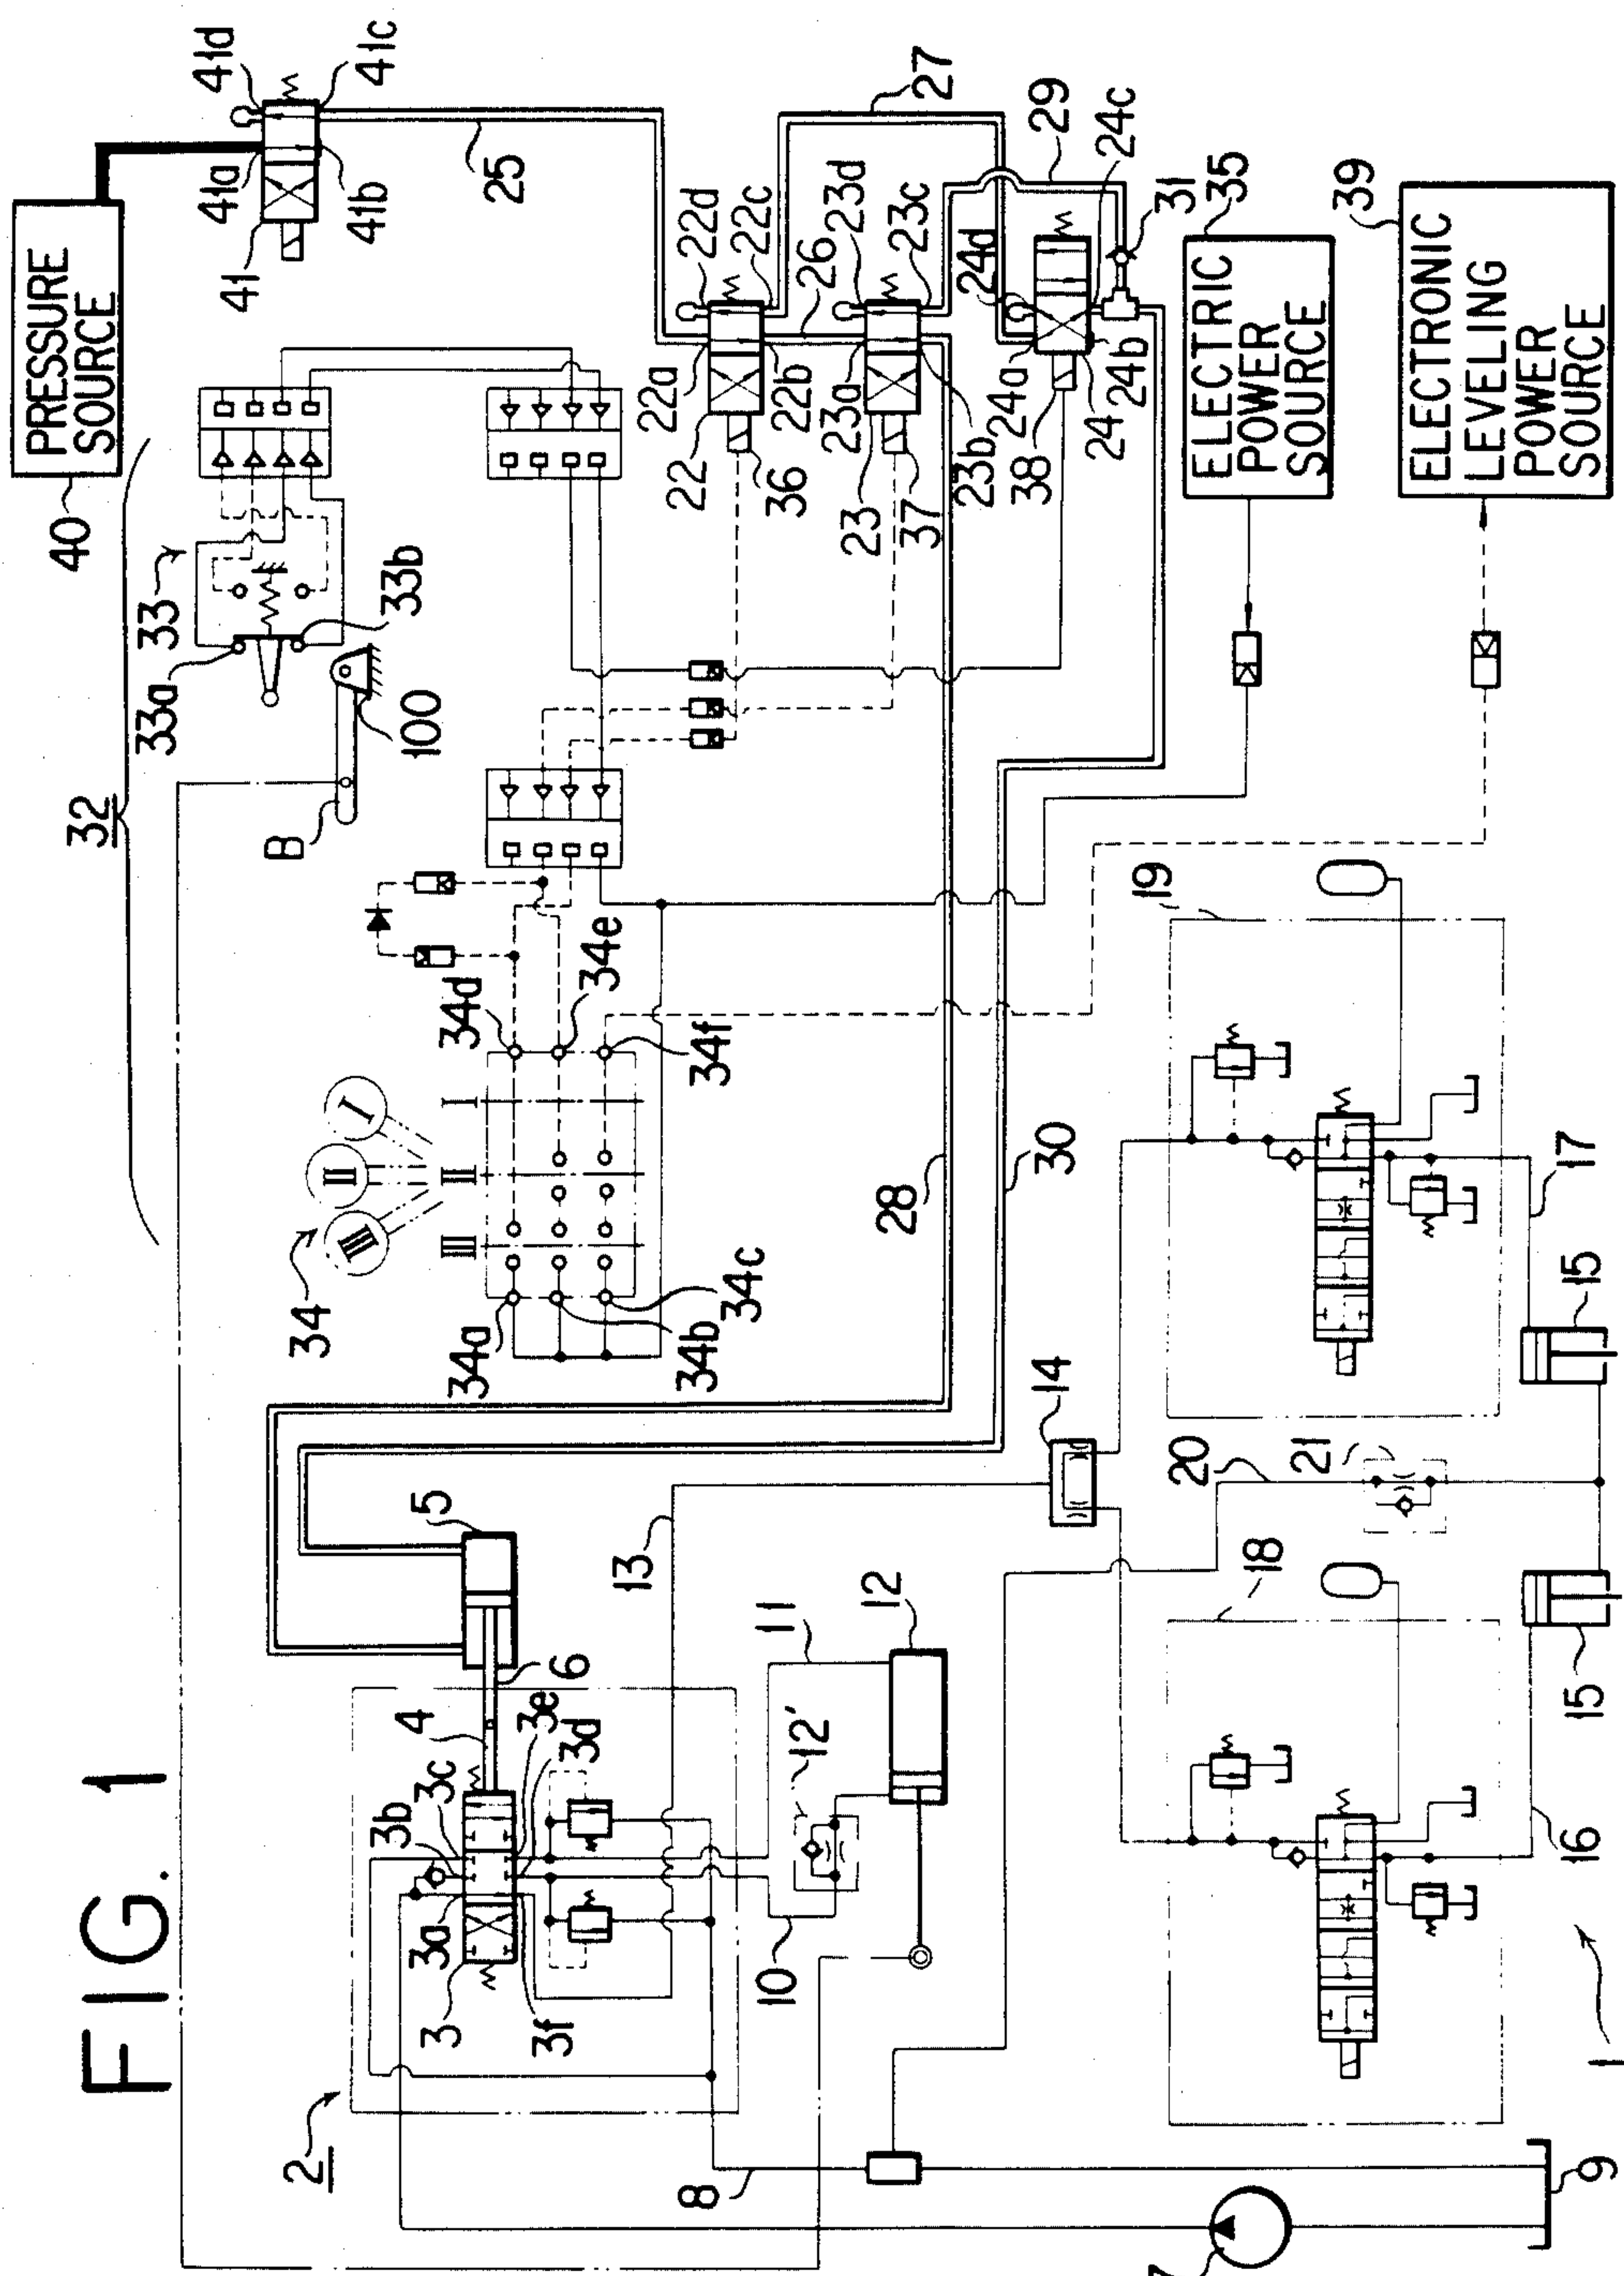 FIG. 1
PRESSURE
SOURCE
40
41d
41a
41c
41
41b
25
32
33
33a
33b
100
B
27
22d
22c
22a
22
22b
36
26
23d
23c
23a
23
23b
37
24d
24a
24c
24
24b
38
29
31
ELECTRIC
POWER
SOURCE
35
ELECTRONIC
LEVELING
POWER
SOURCE
39
34
III
II
I
III
II
I
34d
34e
34f
34a
34b
34c
28
30
19
17
15
14
20
21
18
15
16
13
5
6
4
3c
3b
3a
3e
3d
3
3f
2
11
12
12'
10
8
7
9
1